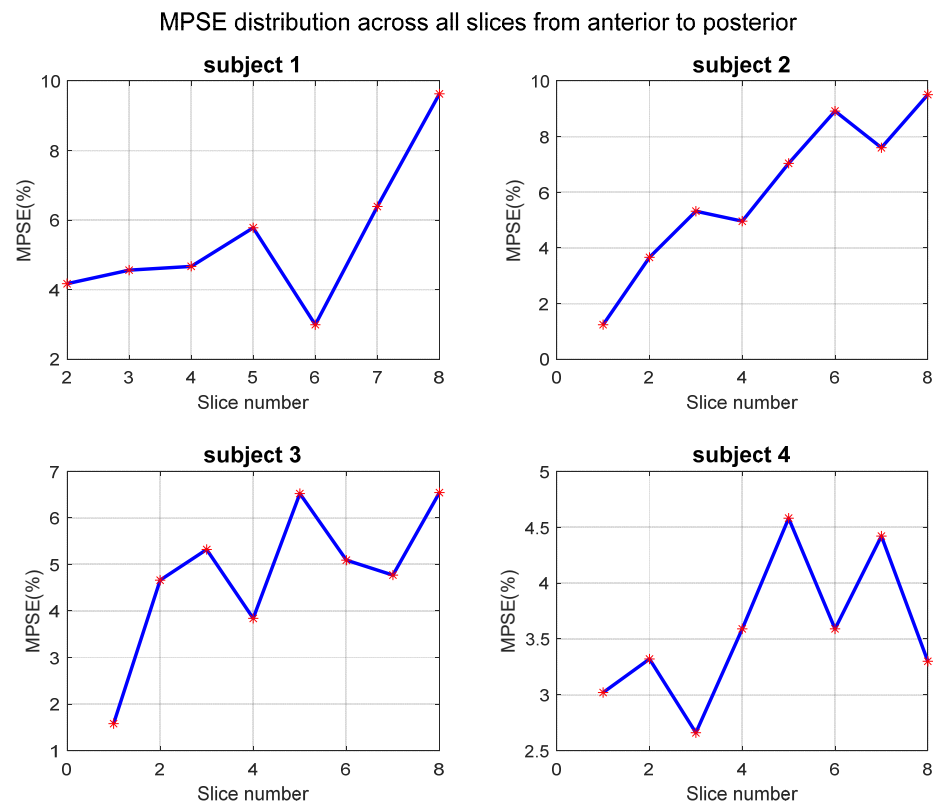 MPSE distribution across all slices from anterior to posterior
subject 1
10
8
6
4
2
MPSE(%)
2 3 4 5 6 7 8
Slice number
subject 2
10
8
6
4
2
0
MPSE(%)
0 2 4 6 8
Slice number
subject 3
7
6
5
4
3
2
1
MPSE(%)
0 2 4 6 8
Slice number
subject 4
5
4.5
4
3.5
3
2.5
MPSE(%)
0 2 4 6 8
Slice number